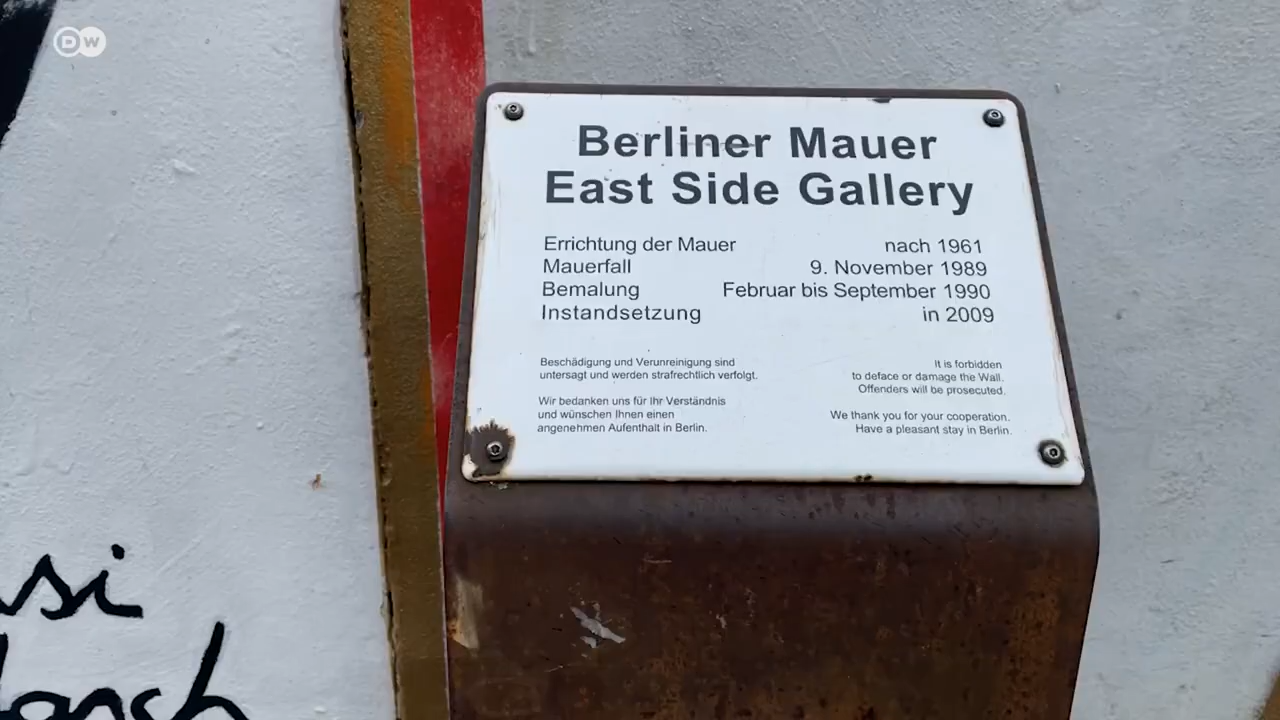 DW
Berliner Mauer
East Side Gallery
Errichtung der Mauer nach 1961
Mauerfall 9. November 1989
Bemalung Februar bis September 1990
Instandsetzung in 2009
Beschädigung und Verunreinigung sind
untersagt und werden strafrechtlich verfolgt.
Wir bedanken uns für Ihr Verständnis
und wünschen Ihnen einen
angenehmen Aufenthalt in Berlin.
It is forbidden
to deface or damage the Wall.
Offenders will be prosecuted.
We thank you for your cooperation.
Have a pleasant stay in Berlin.